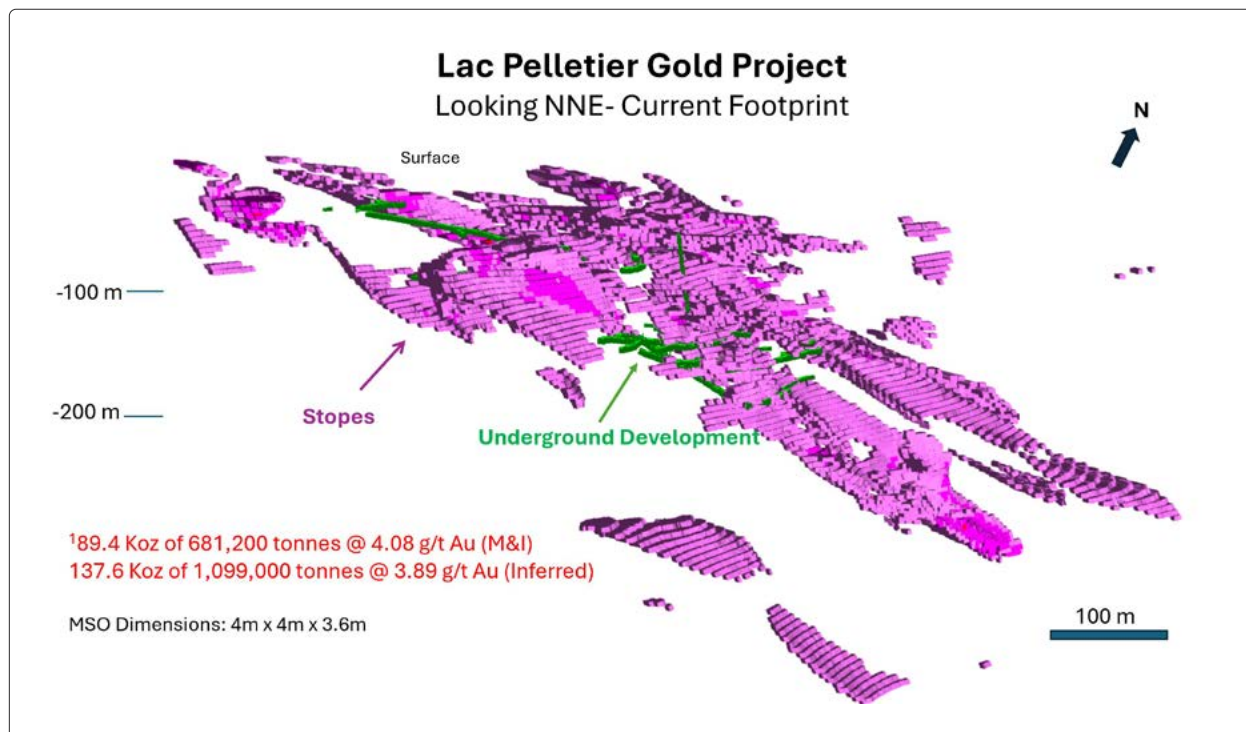 Lac Pelletier Gold Project
Looking NNE- Current Footprint
N
Surface
-100 m
-200 m
Stopes
Underground Development
¹89.4 Koz of 681,200 tonnes @ 4.08 g/t Au (M&I)
137.6 Koz of 1,099,000 tonnes @ 3.89 g/t Au (Inferred)
MSO Dimensions: 4m x 4m x 3.6m
100 m